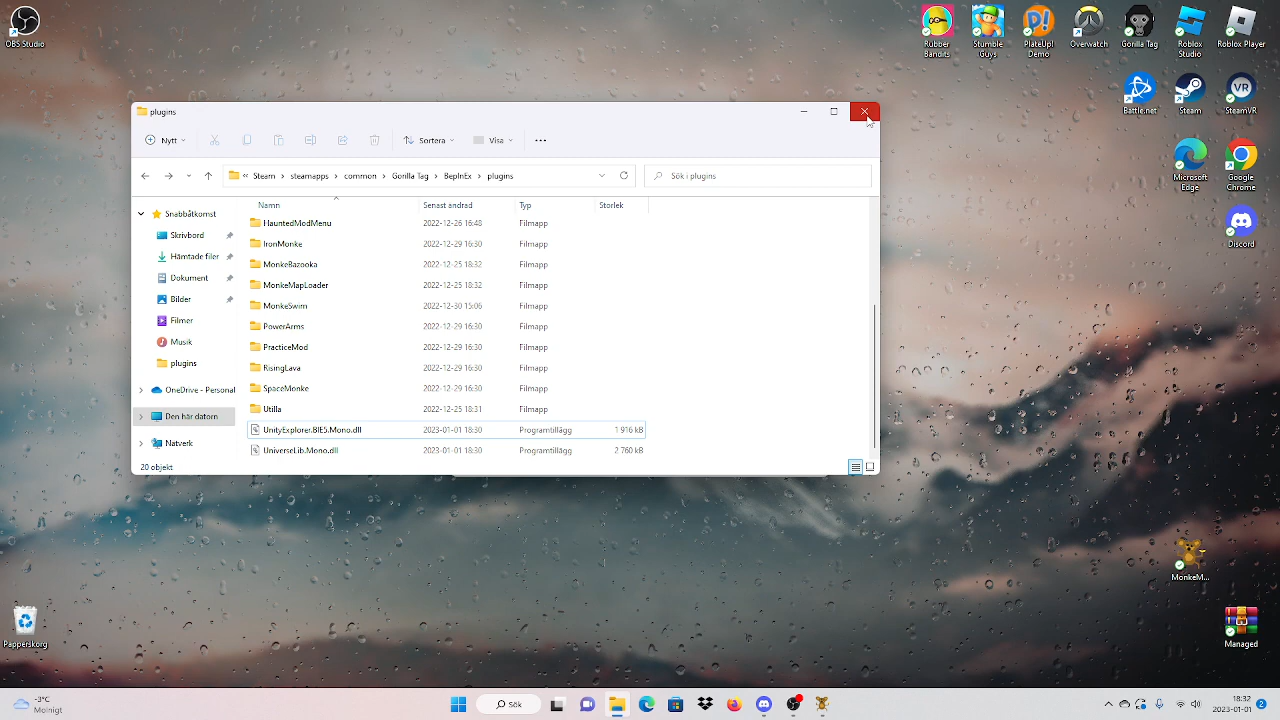 OBS Studio
Rubber Bandits
Stumble Guys
PlateUp! Demo
Overwatch
Gorilla Tag
Roblox Studio
Roblox Player
Battle.net
Steam
SteamVR
Microsoft Edge
Google Chrome
Discord
plugins
Nytt
Sortera
Visa
« Steam › steamapps › common › Gorilla Tag › BepInEx › plugins
Sök i plugins
Namn Senast ändrad Typ Storlek
Snabbåtkomst
Skrivbord
Hämtade filer
Dokument
Bilder
Filmer
Musik
plugins
OneDrive - Personal
Den här datorn
Nätverk
HauntedModMenu 2022-12-26 16:48 Filmapp
IronMonke 2022-12-29 16:30 Filmapp
MonkeBazooka 2022-12-25 18:32 Filmapp
MonkeMapLoader 2022-12-25 18:32 Filmapp
MonkeSwim 2022-12-30 15:06 Filmapp
PowerArms 2022-12-29 16:30 Filmapp
PracticeMod 2022-12-29 16:30 Filmapp
RisingLava 2022-12-29 16:30 Filmapp
SpaceMonke 2022-12-29 16:30 Filmapp
Utilla 2022-12-25 18:31 Filmapp
UnityExplorer.BIE5.Mono.dll 2023-01-01 18:30 Programtillägg 1 916 kB
UniverseLib.Mono.dll 2023-01-01 18:30 Programtillägg 2 760 kB
20 objekt
MonkeM...
Managed
Papperskorg
3°C
Molnigt
Sök
18:32
2023-01-01
2